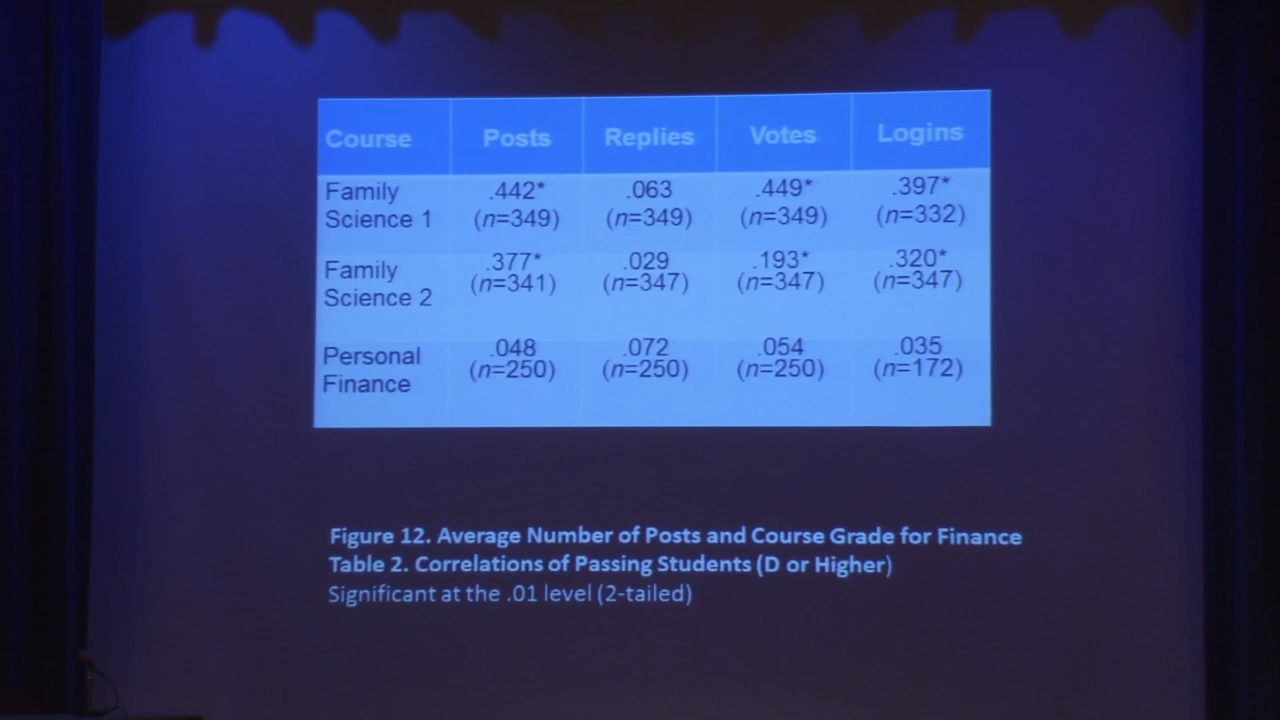 Course Posts Replies Votes Logins
Family Science 1 .442* .063 .449* .397*
(n=349) (n=349) (n=349) (n=332)
Family Science 2 .377* .029 .193* .320*
(n=341) (n=347) (n=347) (n=347)
Personal Finance .048 .072 .054 .035
(n=250) (n=250) (n=250) (n=172)
Figure 12. Average Number of Posts and Course Grade for Finance
Table 2. Correlations of Passing Students (D or Higher)
Significant at the .01 level (2-tailed)